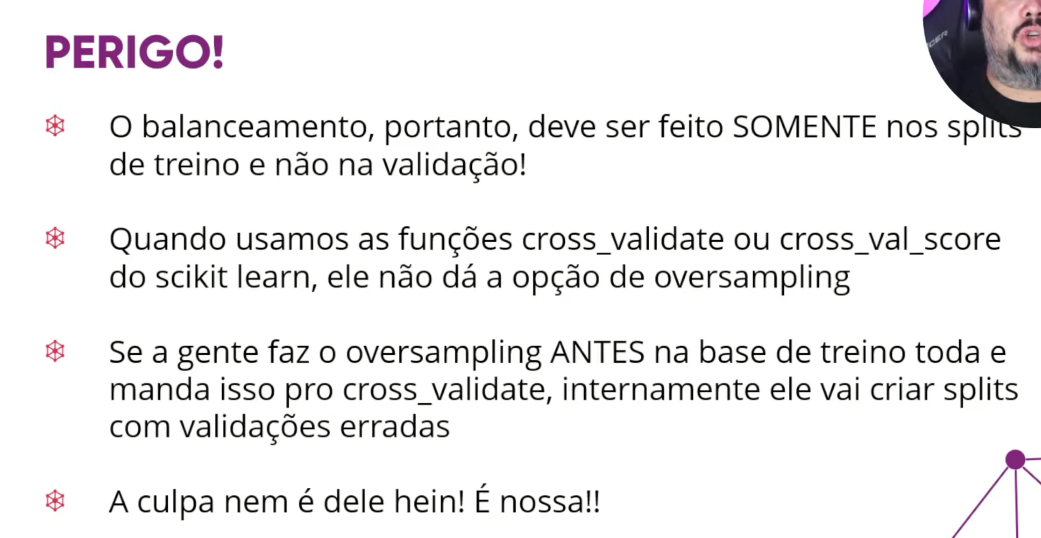 PERIGO!
O balanceamento, portanto, deve ser feito SOMENTE nos splits
de treino e não na validação!
Quando usamos as funções cross_validate ou cross_val_score
do scikit learn, ele não dá a opção de oversampling
Se a gente faz o oversampling ANTES na base de treino toda e
manda isso pro cross_validate, internamente ele vai criar splits
com validações erradas
A culpa nem é dele hein! É nossa!!